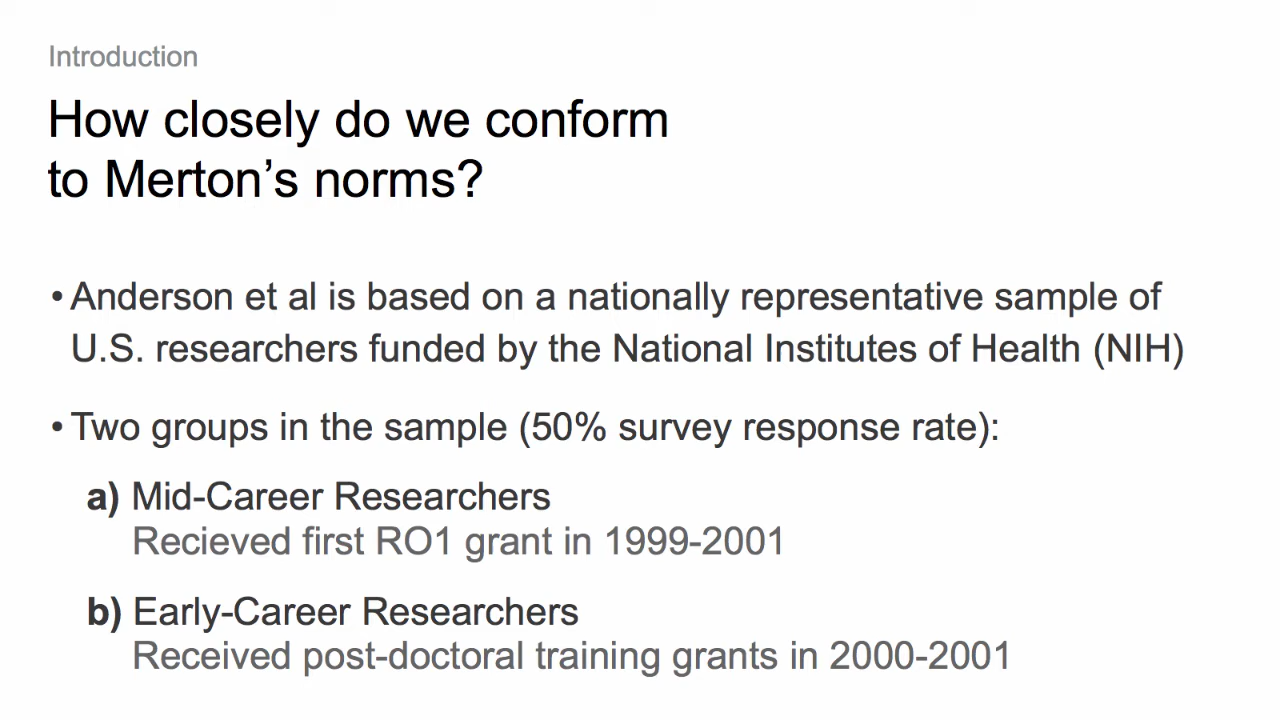 Introduction
How closely do we conform
to Merton’s norms?
• Anderson et al is based on a nationally representative sample of
U.S. researchers funded by the National Institutes of Health (NIH)
• Two groups in the sample (50% survey response rate):
a) Mid-Career Researchers
Recieved first RO1 grant in 1999-2001
b) Early-Career Researchers
Received post-doctoral training grants in 2000-2001